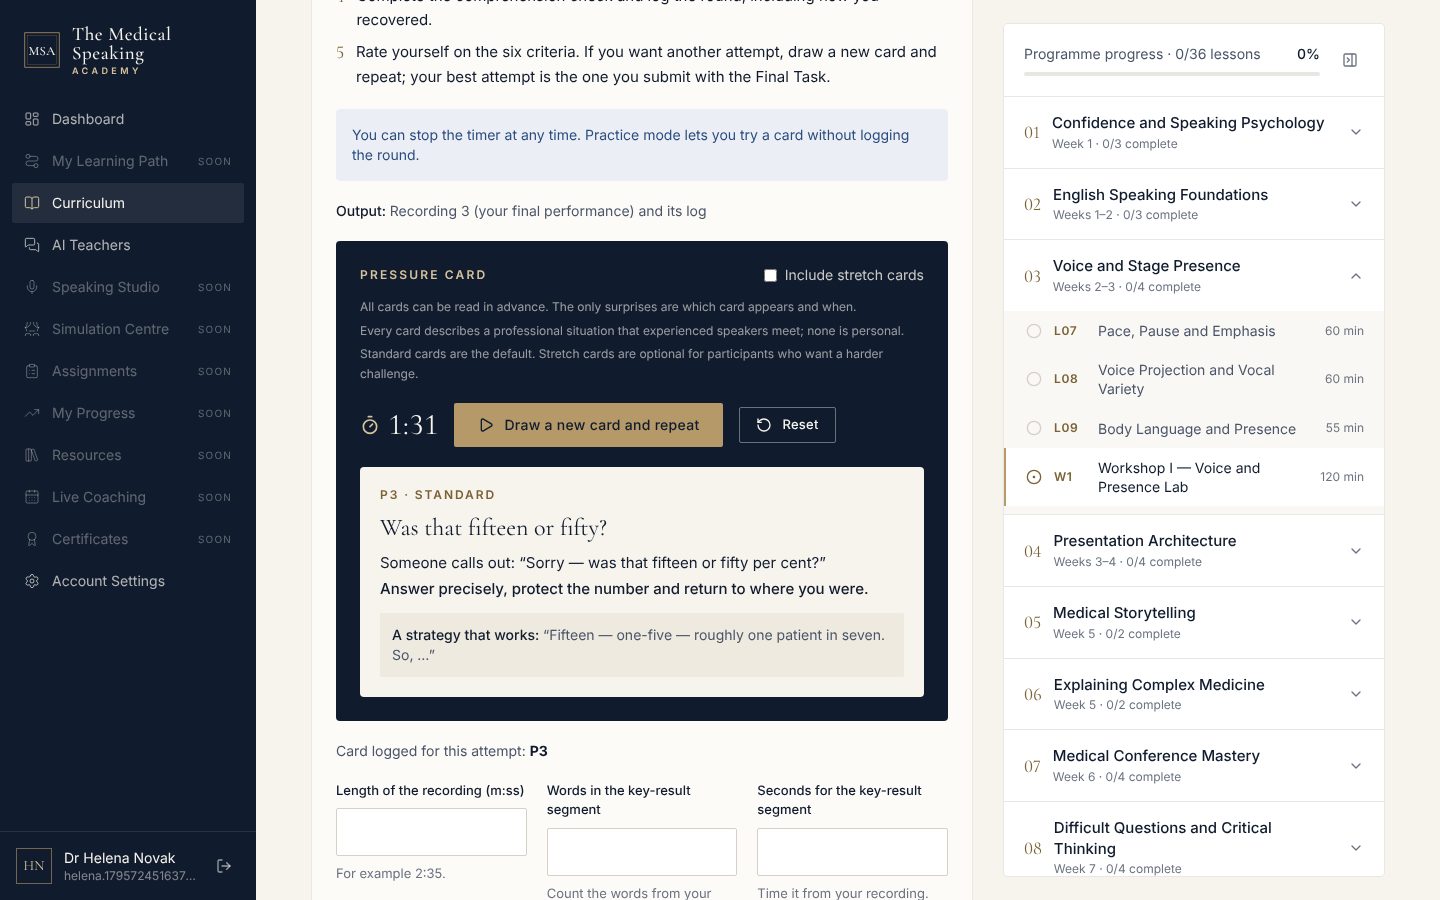 MSA
The Medical
Speaking
ACADEMY
Dashboard
My Learning Path SOON
Curriculum
AI Teachers
Speaking Studio SOON
Simulation Centre SOON
Assignments SOON
My Progress SOON
Resources SOON
Live Coaching SOON
Certificates SOON
Account Settings
HN
Dr Helena Novak
helena.179572451637...
recovered.
5 Rate yourself on the six criteria. If you want another attempt, draw a new card and
repeat; your best attempt is the one you submit with the Final Task.
You can stop the timer at any time. Practice mode lets you try a card without logging
the round.
Output: Recording 3 (your final performance) and its log
PRESSURE CARD
Include stretch cards
All cards can be read in advance. The only surprises are which card appears and when.
Every card describes a professional situation that experienced speakers meet; none is personal.
Standard cards are the default. Stretch cards are optional for participants who want a harder
challenge.
1:31
Draw a new card and repeat
Reset
P3 · STANDARD
Was that fifteen or fifty?
Someone calls out: “Sorry — was that fifteen or fifty per cent?”
Answer precisely, protect the number and return to where you were.
A strategy that works: “Fifteen — one-five — roughly one patient in seven.
So, …”
Card logged for this attempt: P3
Length of the recording (m:ss)
For example 2:35.
Words in the key-result
segment
Count the words from your
Seconds for the key-result
segment
Time it from your recording.
Programme progress · 0/36 lessons 0%
01 Confidence and Speaking Psychology
Week 1 · 0/3 complete
02 English Speaking Foundations
Weeks 1–2 · 0/3 complete
03 Voice and Stage Presence
Weeks 2–3 · 0/4 complete
L07 Pace, Pause and Emphasis 60 min
L08 Voice Projection and Vocal
Variety 60 min
L09 Body Language and Presence 55 min
W1 Workshop I — Voice and
Presence Lab 120 min
04 Presentation Architecture
Weeks 3–4 · 0/4 complete
05 Medical Storytelling
Week 5 · 0/2 complete
06 Explaining Complex Medicine
Week 5 · 0/2 complete
07 Medical Conference Mastery
Week 6 · 0/4 complete
08 Difficult Questions and Critical
Thinking
Week 7 · 0/4 complete